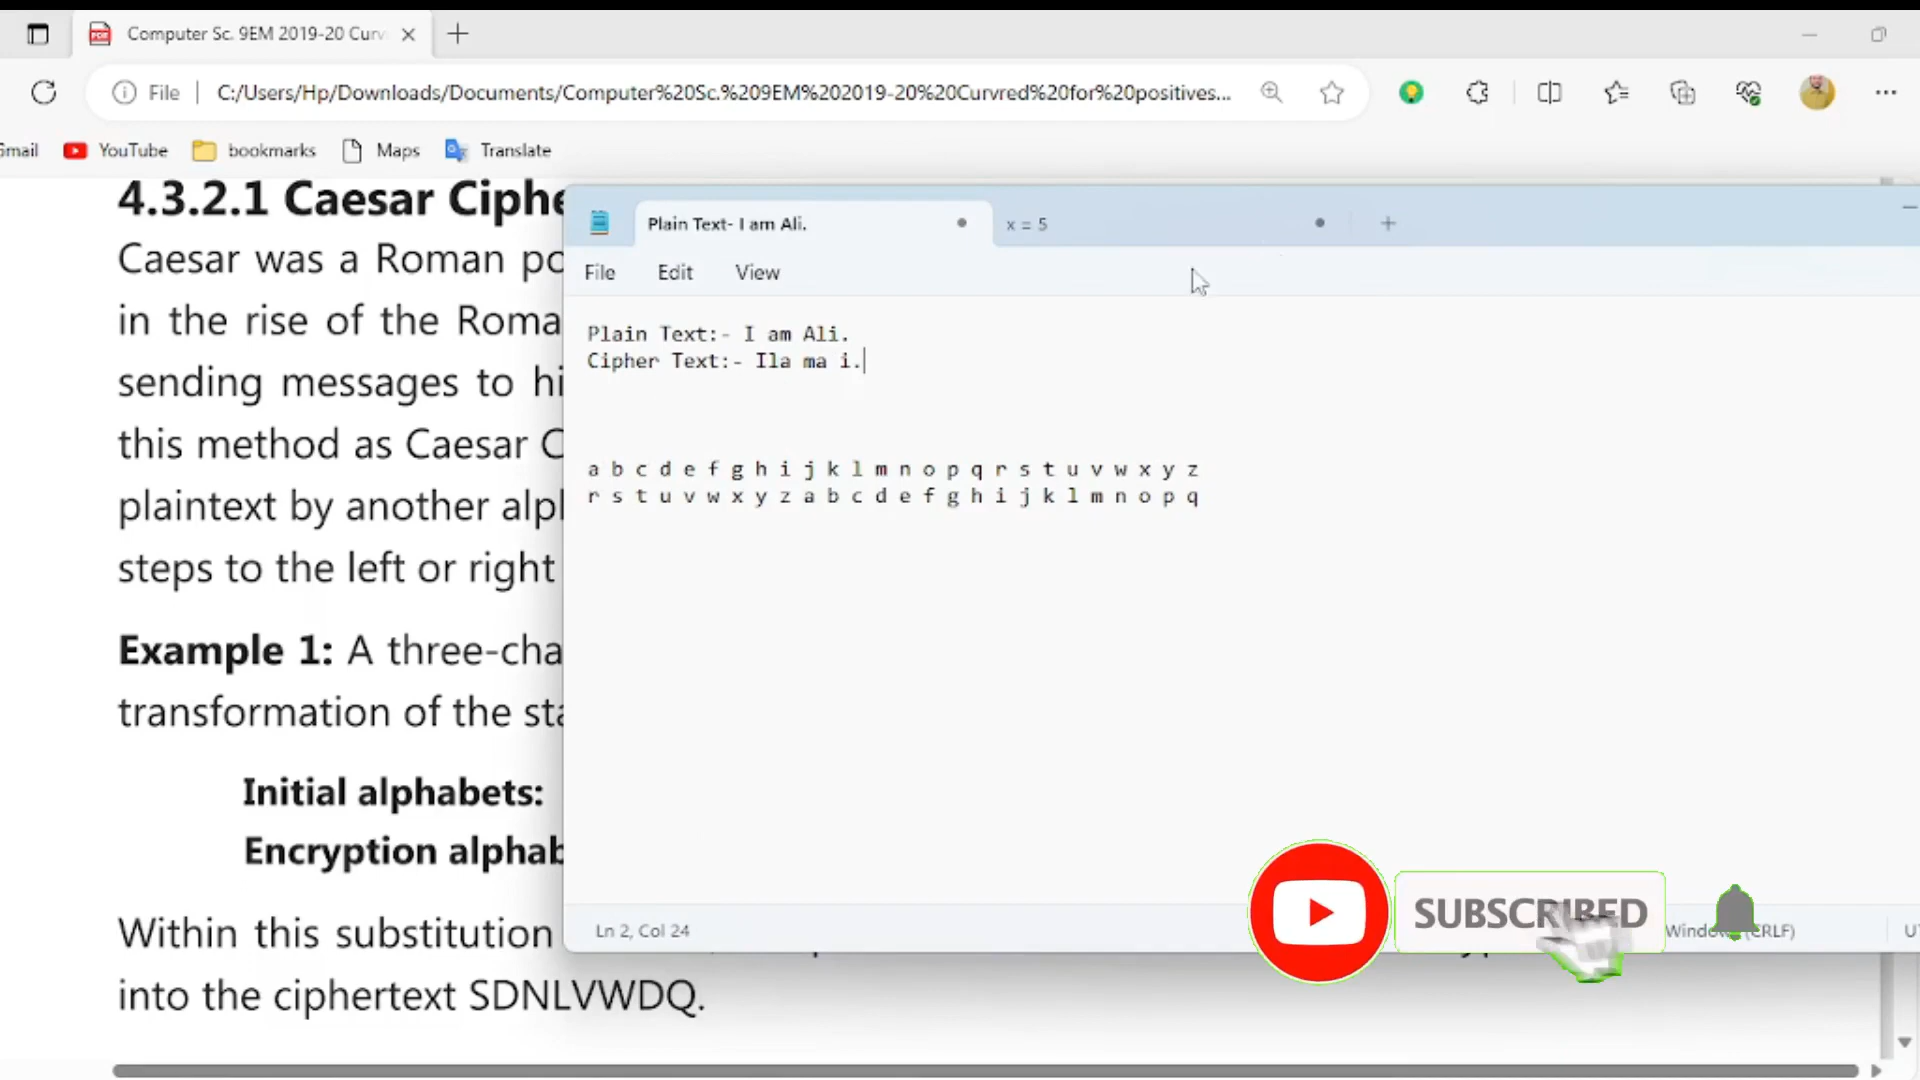 Computer Sc. 9EM 2019-20 Curv
File
C:/Users/Hp/Downloads/Documents/Computer%20Sc.%209EM%202019-20%20Curvred%20for%20positives...
Gmail
YouTube
bookmarks
Maps
Translate
4.3.2.1 Caesar Ciphe
Caesar was a Roman po
in the rise of the Roma
sending messages to hi
this method as Caesar C
plaintext by another alp
steps to the left or right
Example 1: A three-cha
transformation of the sta
Initial alphabets:
Encryption alphab
Within this substitution
into the ciphertext SDNLVWDQ.
Plain Text- I am Ali.
x = 5
File Edit View
Plain Text:- I am Ali.
Cipher Text:- Ila ma i.
a b c d e f g h i j k l m n o p q r s t u v w x y z
r s t u v w x y z a b c d e f g h i j k l m n o p q
Ln 2, Col 24
SUBSCRIBED
(CRLF)